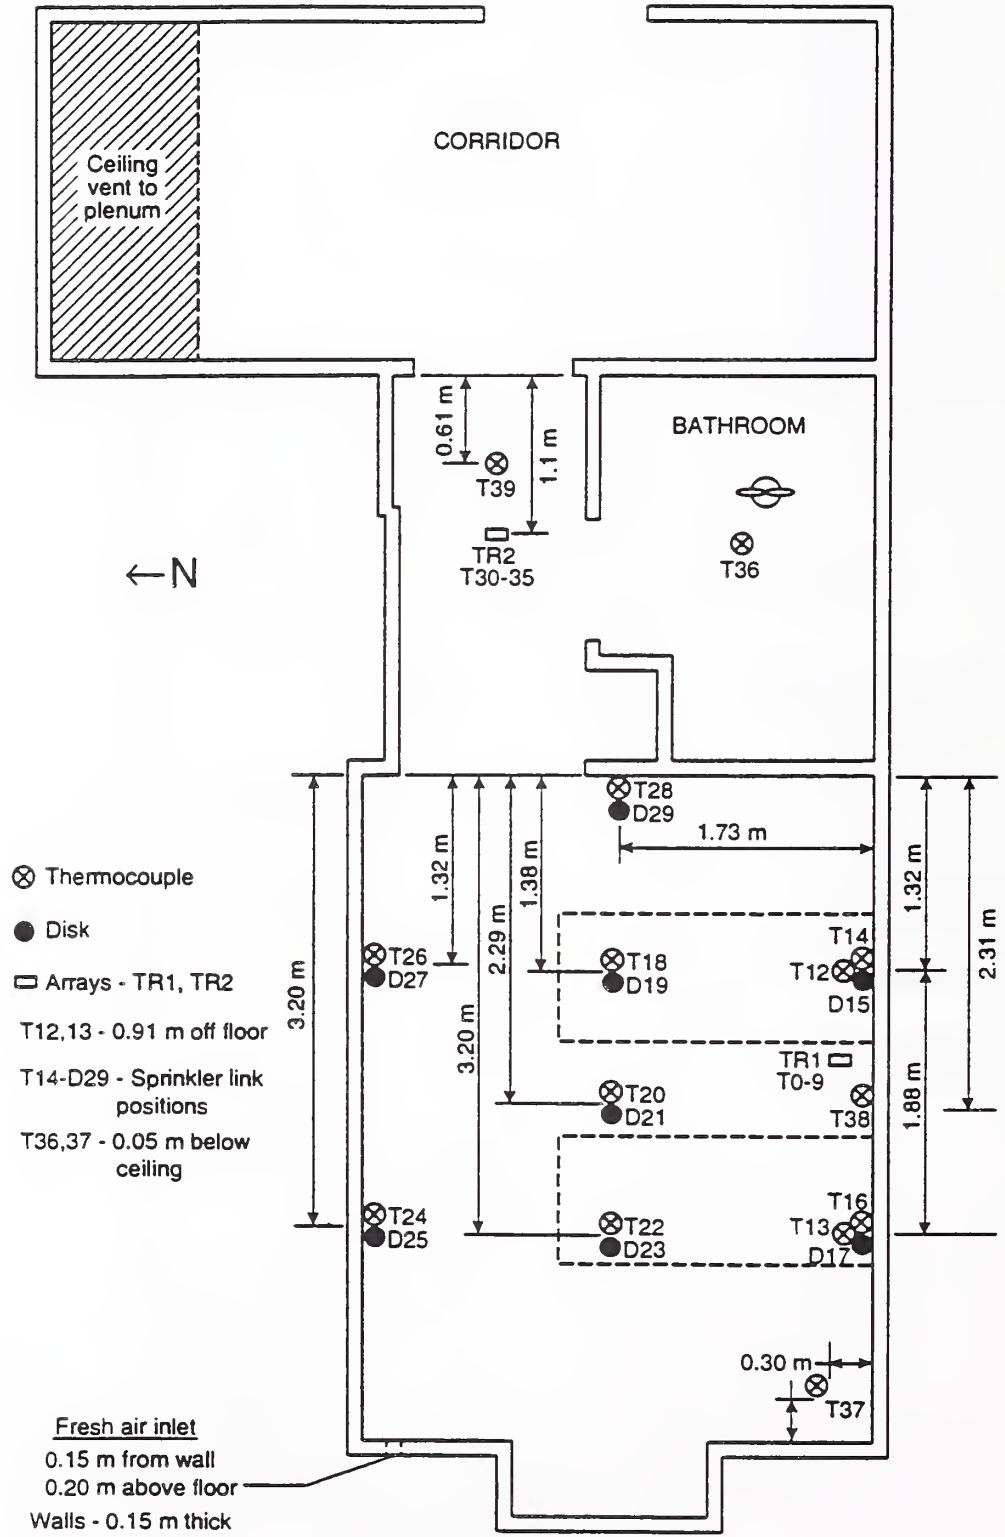 CORRIDOR
Ceiling
vent to
plenum
0.61 m
1.1 m
BATHROOM
T39
TR2
T30-35
T36
←N
T28
D29
1.73 m
1.32 m
3.20 m
2.29 m
1.38 m
1.32 m
2.31 m
Thermocouple
Disk
Arrays - TR1, TR2
T12,13 - 0.91 m off floor
T14-D29 - Sprinkler link
positions
T36,37 - 0.05 m below
ceiling
3.20 m
T26
D27
T18
D19
T14
T12
D15
TR1
T0-9
T38
1.88 m
T20
D21
T24
D25
T22
D23
T16
T13
D17
0.30 m
T37
Fresh air inlet
0.15 m from wall
0.20 m above floor
Walls - 0.15 m thick